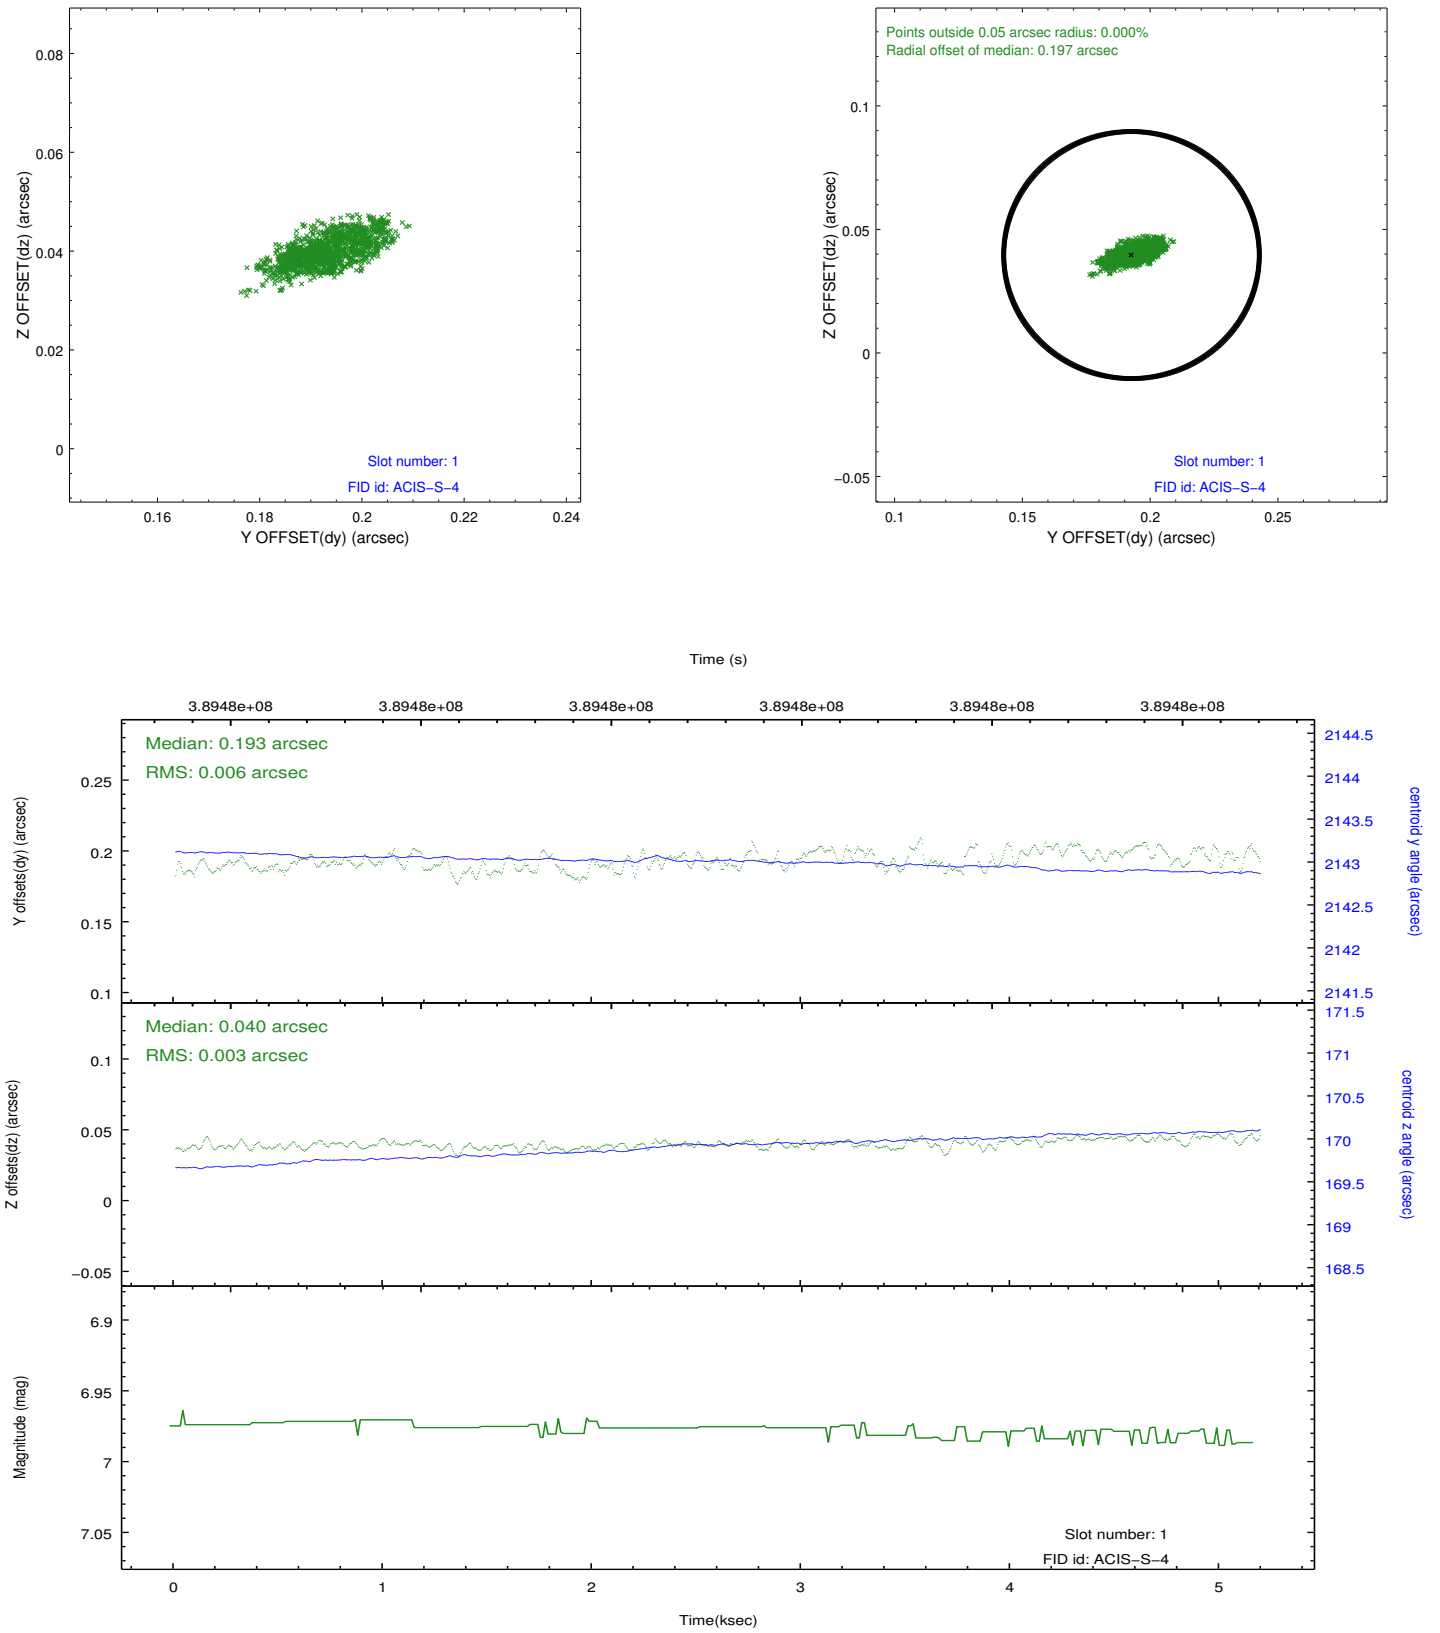 0.08
0.06
0.04
0.02
0
Z OFFSET(dz) (arcsec)
Slot number: 1
FID id: ACIS−S−4
0.16 0.18 0.2 0.22 0.24
Y OFFSET(dy) (arcsec)
Points outside 0.05 arcsec radius: 0.000%
Radial offset of median: 0.197 arcsec
0.1
0.05
0
−0.05
Z OFFSET(dz) (arcsec)
Slot number: 1
FID id: ACIS−S−4
0.1 0.15 0.2 0.25
Y OFFSET(dy) (arcsec)
Time (s)
3.8948e+08 3.8948e+08 3.8948e+08 3.8948e+08 3.8948e+08 3.8948e+08
Median: 0.193 arcsec
RMS: 0.006 arcsec
0.25
0.2
0.15
0.1
Y offsets(dy) (arcsec)
2144.5
2144
2143.5
2143
2142.5
2142
2141.5
centroid y angle (arcsec)
Median: 0.040 arcsec
RMS: 0.003 arcsec
0.1
0.05
0
−0.05
Z offsets(dz) (arcsec)
171.5
171
170.5
170
169.5
169
168.5
centroid z angle (arcsec)
6.9
6.95
7
7.05
Magnitude (mag)
Slot number: 1
FID id: ACIS−S−4
0 1 2 3 4 5
Time(ksec)